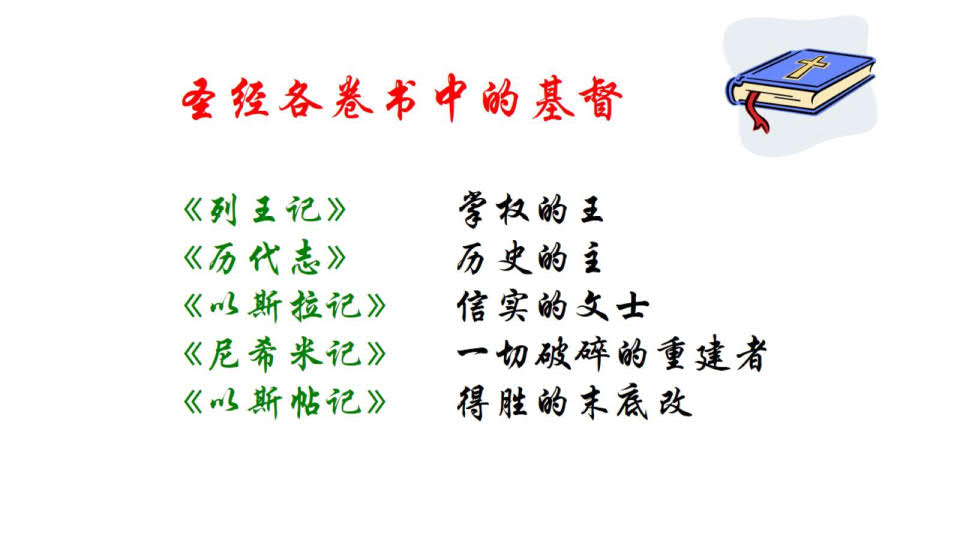 圣经各卷书中的基督
《列王记》 掌权的王
《历代志》 历史的主
《以斯拉记》 信实的文士
《尼希米记》 一切破碎的重建者
《以斯帖记》 得胜的末底改